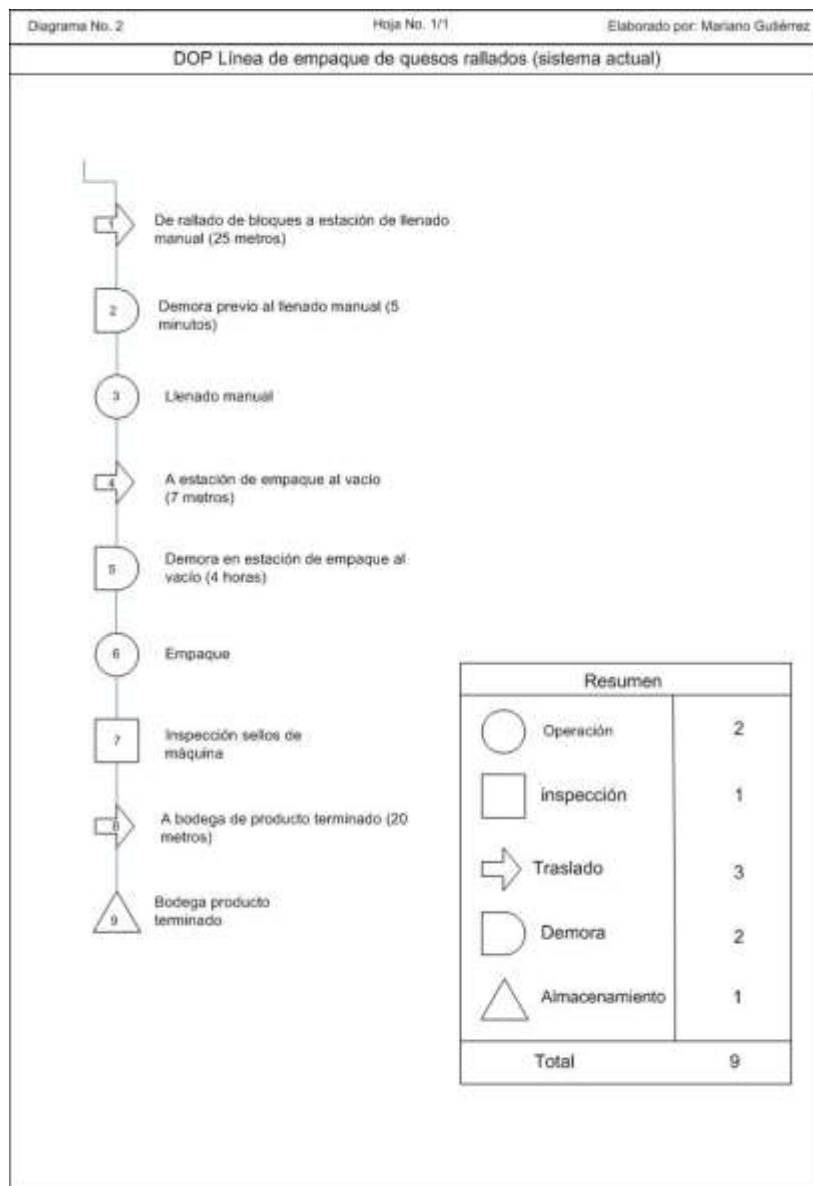 Diagrama No. 2
Hoja No. 1/1
Elaborado por: Mariano Gutiérrez
DOP Línea de empaque de quesos rallados (sistema actual)
1
De rallado de bloques a estación de llenado
manual (25 metros)
2
Demora previo al llenado manual (5
minutos)
3
Llenado manual
4
A estación de empaque al vacío
(7 metros)
5
Demora en estación de empaque al
vacío (4 horas)
6
Empaque
7
Inspección sellos de
máquina
8
A bodega de producto terminado (20
metros)
9
Bodega producto
terminado
Resumen
Operación 2
inspección 1
Traslado 3
Demora 2
Almacenamiento 1
Total 9